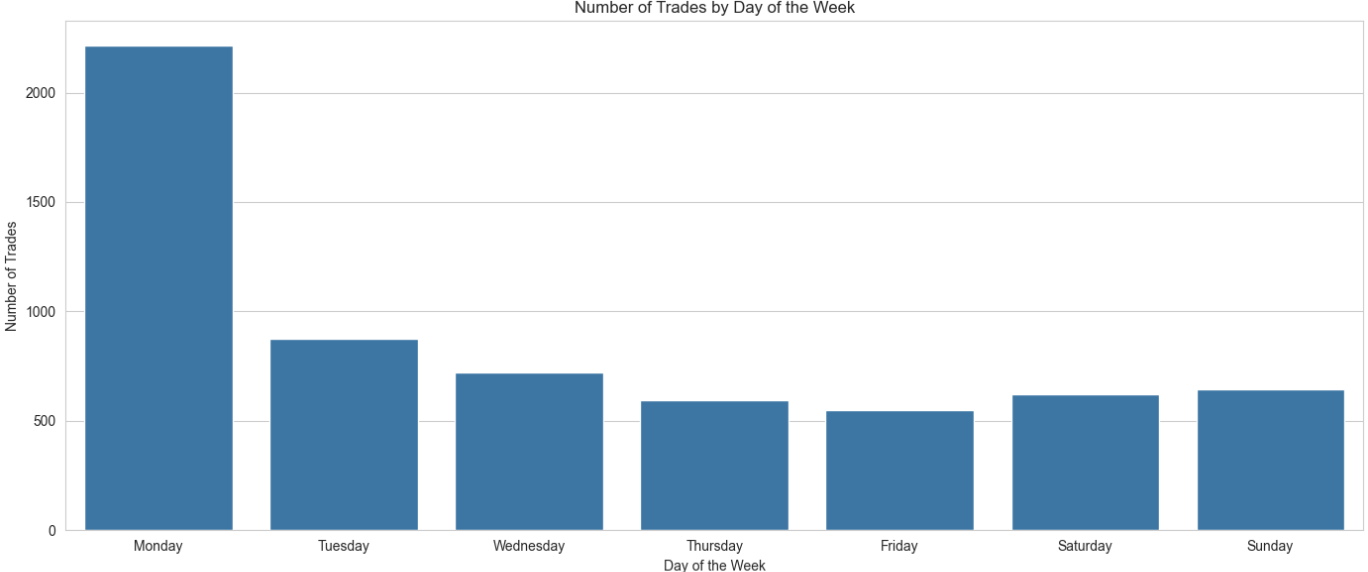 Number of Trades by Day of the Week
Number of Trades
2000
1500
1000
500
0
Monday Tuesday Wednesday Thursday Friday Saturday Sunday
Day of the Week